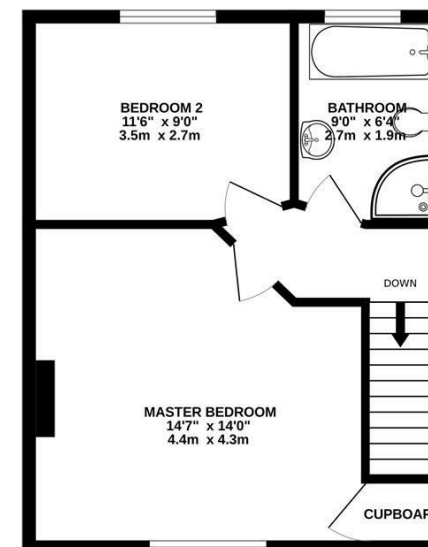 BEDROOM 2
11'6" x 9'0"
3.5m x 2.7m
BATHROOM
9'0" x 6'4"
2.7m x 1.9m
DOWN
MASTER BEDROOM
14'7" x 14'0"
4.4m x 4.3m
CUPBOAR